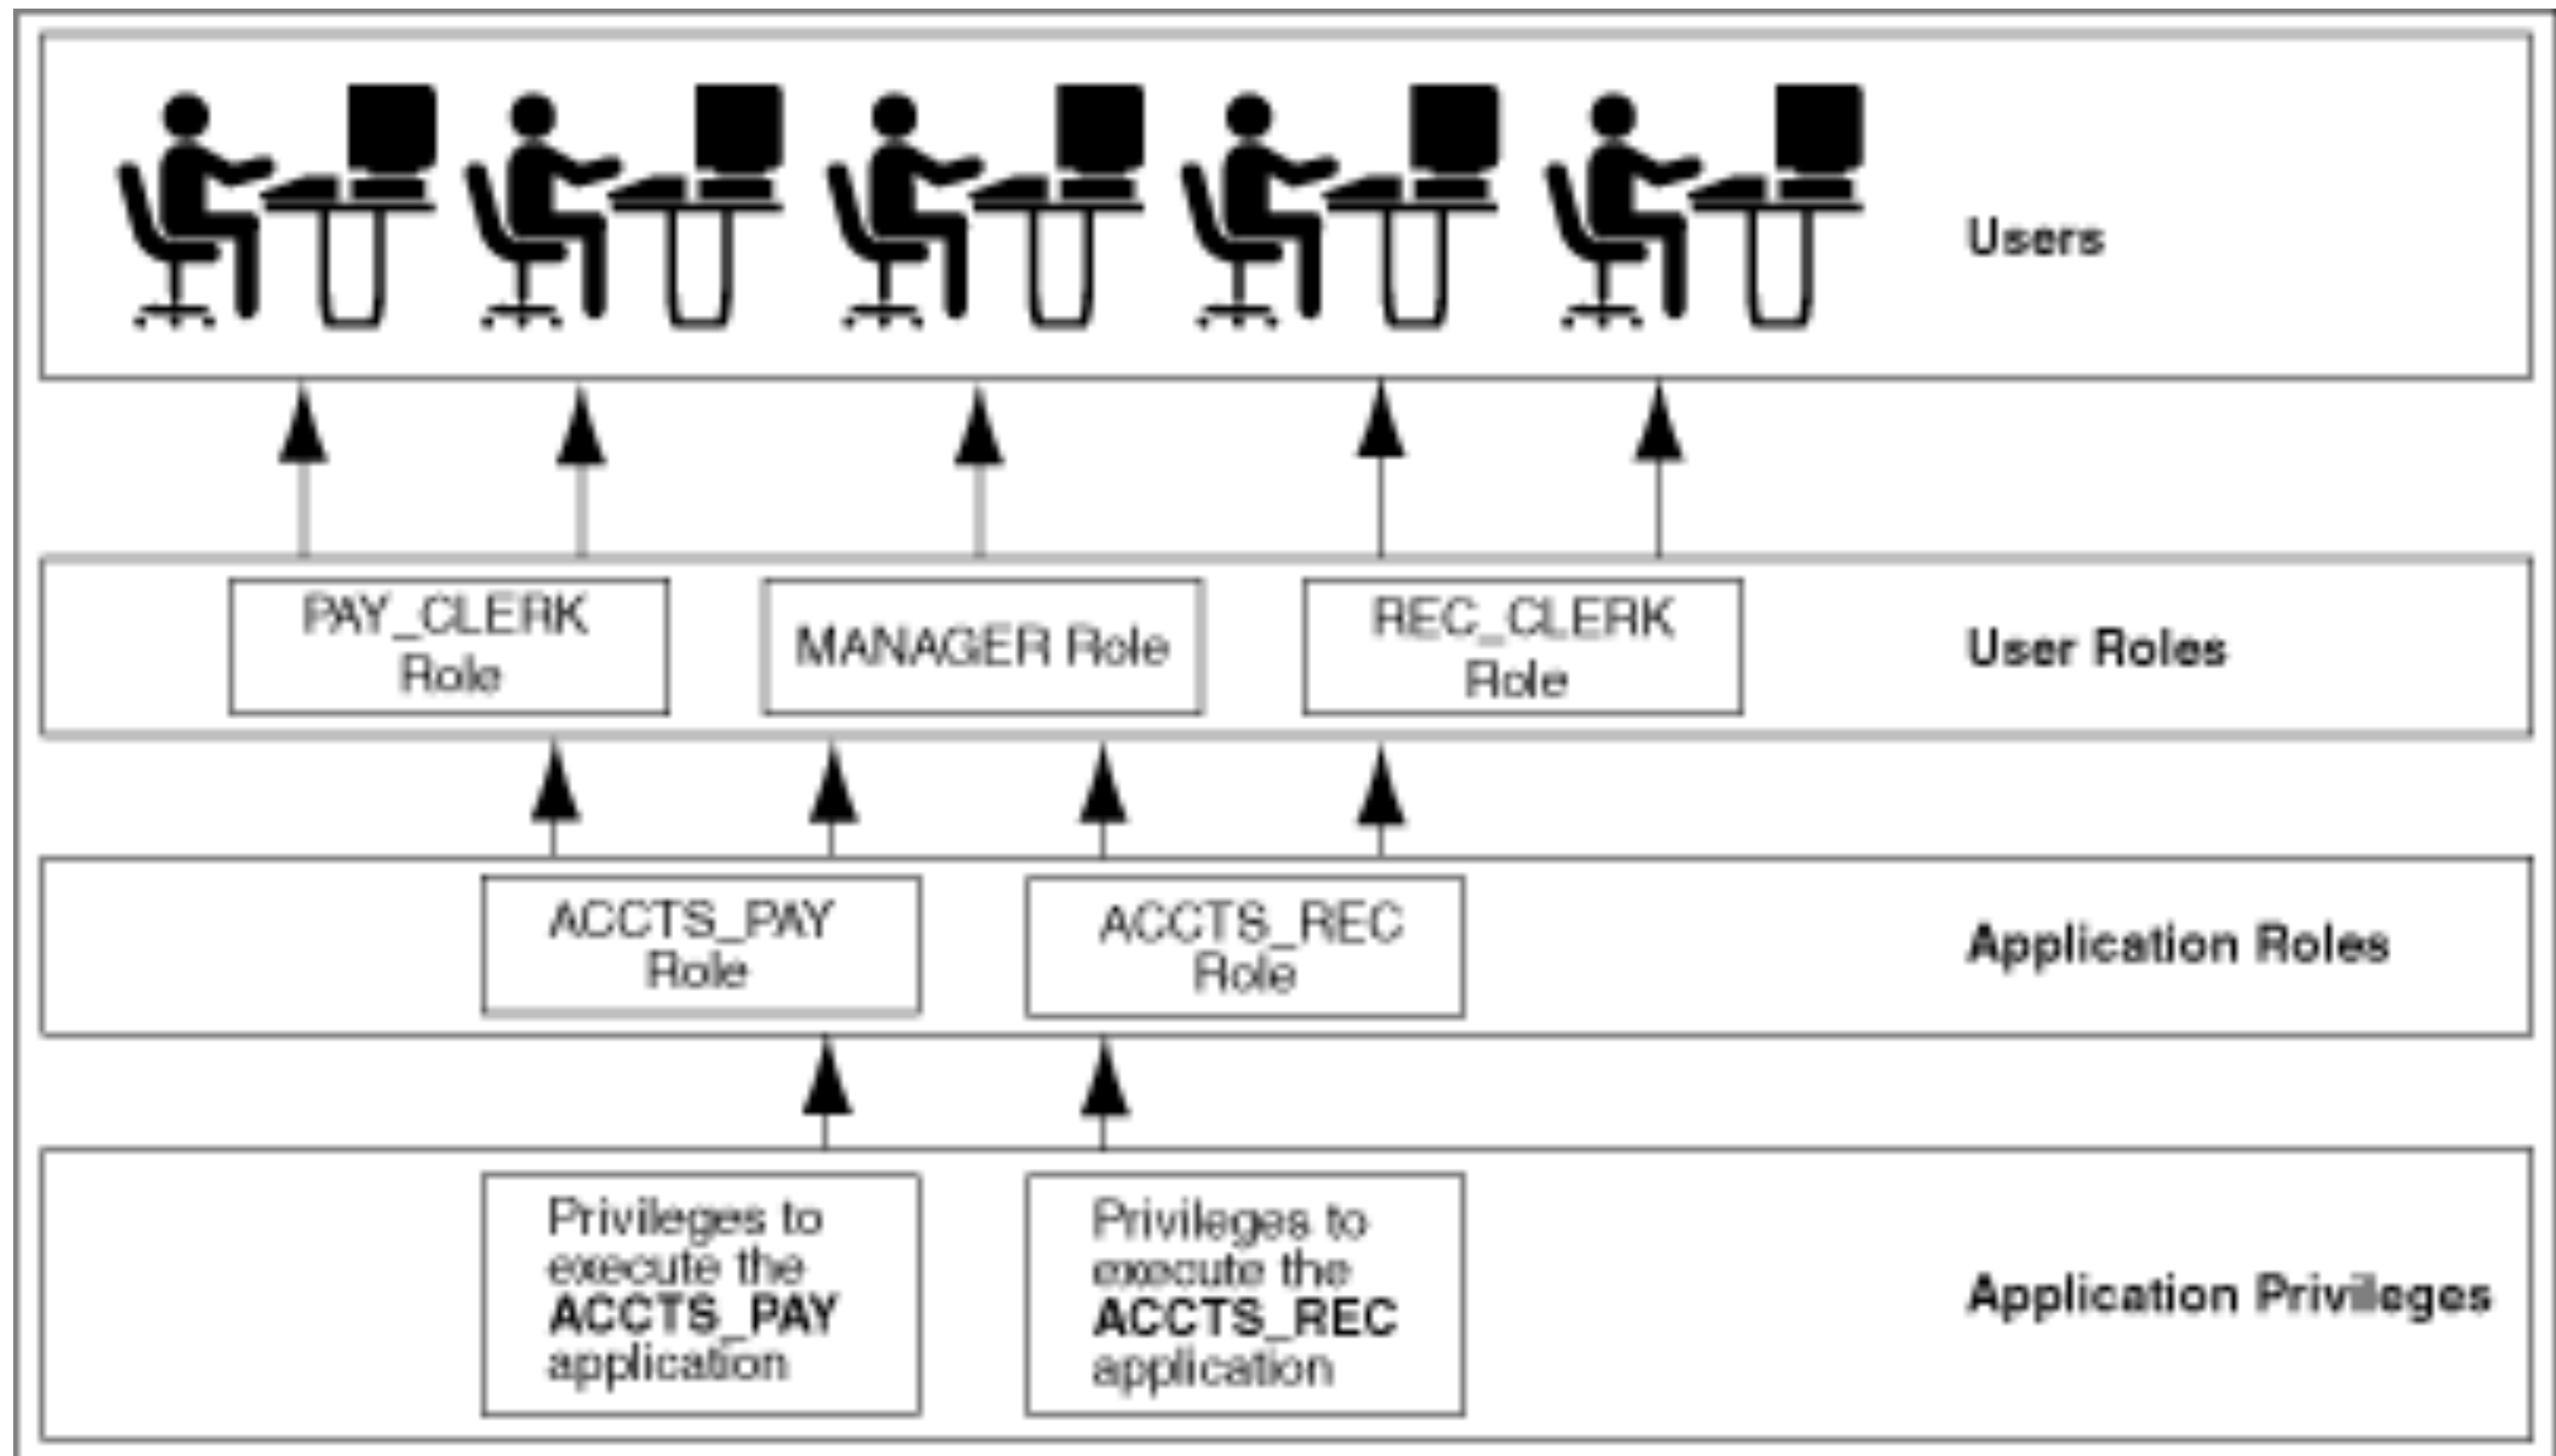 Users
PAY_CLERK
Role
MANAGER Role
REC_CLERK
Role
User Roles
ACCTS_PAY
Role
ACCTS_REC
Role
Application Roles
Privileges to
execute the
ACCTS_PAY
application
Privileges to
execute the
ACCTS_REC
application
Application Privileges